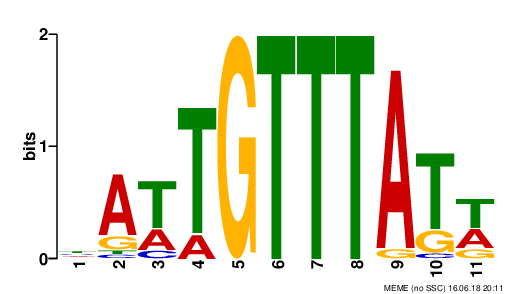 2
bits
1
0
A G T C
T A C
T A
G
T
T
T
A G
T G C
T A G
1 2 3 4 5 6 7 8 9 10 11
MEME (no SSC) 16.06.18 20:11